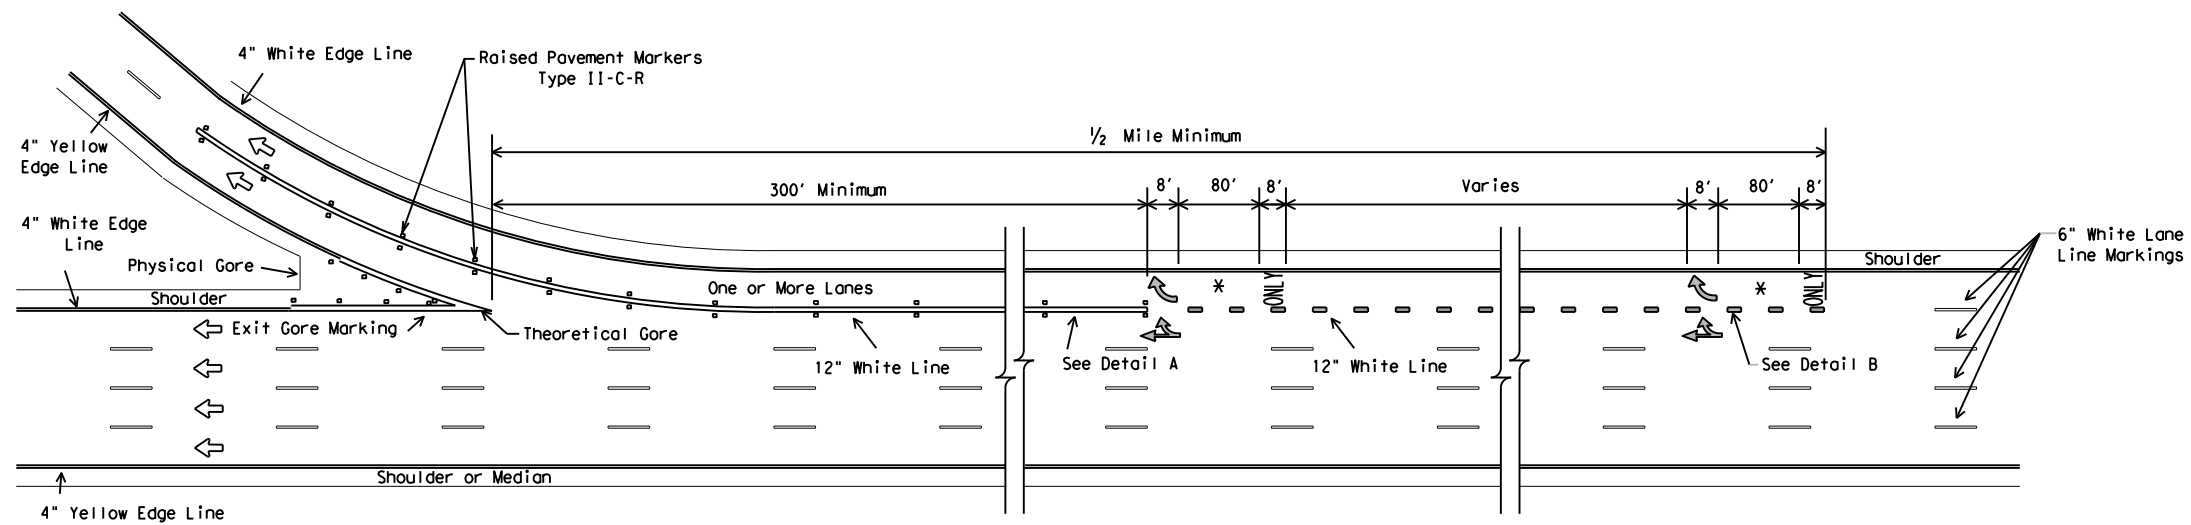 4" White Edge Line
Raised Pavement Markers
Type II-C-R
½ Mile Minimum
4" Yellow
Edge Line
300' Minimum
8'
80'
8'
Varies
8'
80'
8'
4" White Edge
Line
6" White Lane
Line Markings
Physical Gore
Shoulder
Shoulder
One or More Lanes
*
ONLY
*
ONLY
Exit Gore Marking
Theoretical Gore
12" White Line
See Detail A
12" White Line
See Detail B
Shoulder or Median
4" Yellow Edge Line